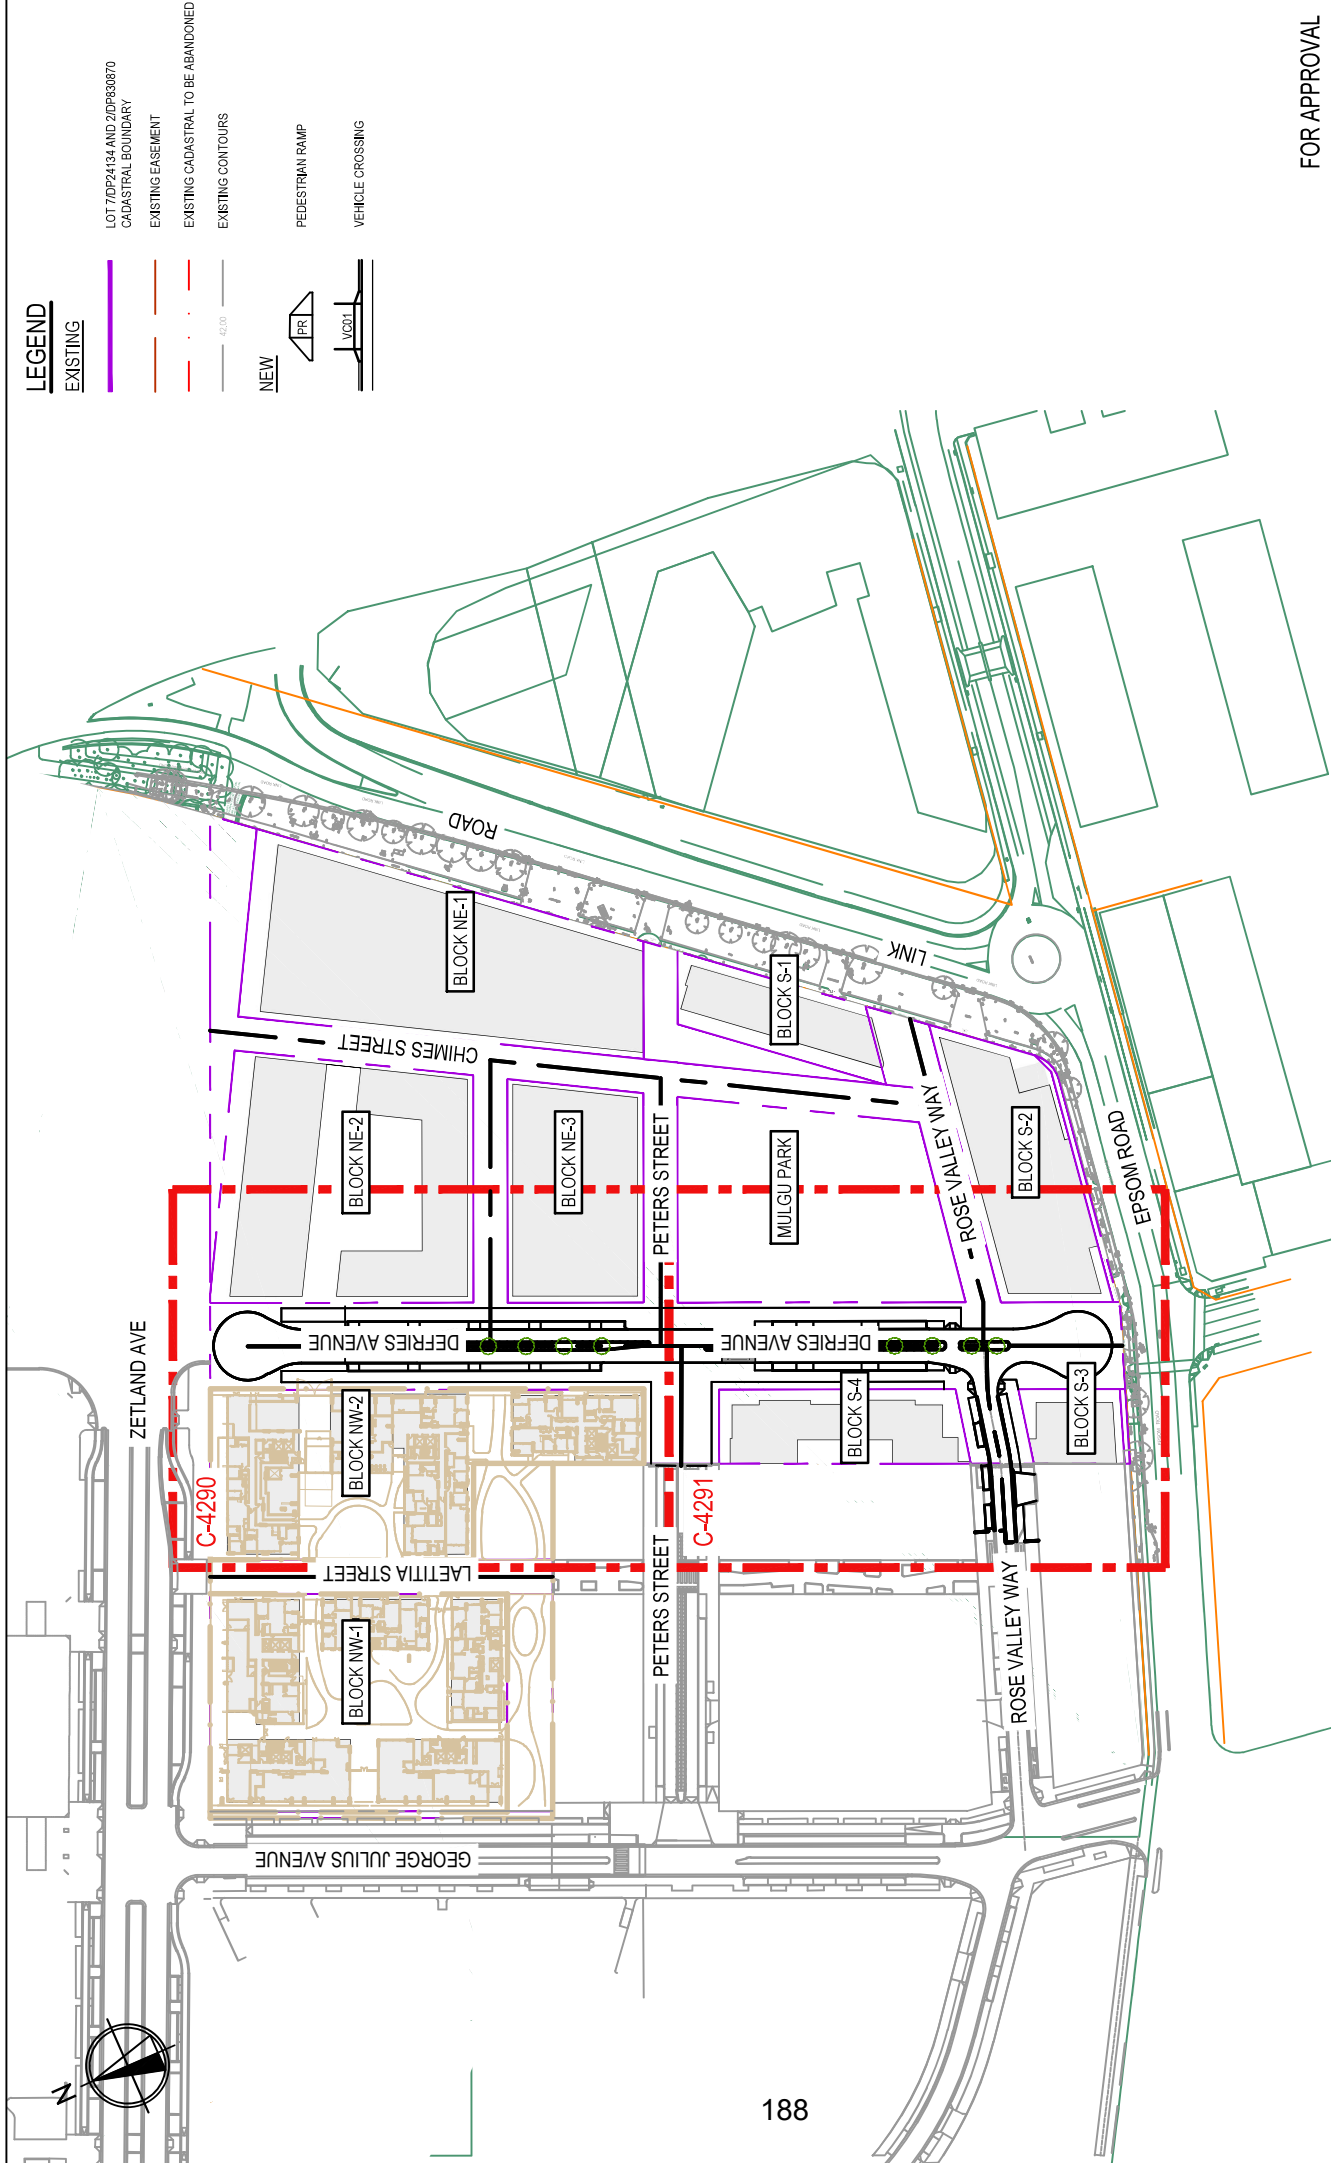 LEGEND
EXISTING
LOT 7/DP24134 AND 2/DP830870
CADASTRAL BOUNDARY
EXISTING EASEMENT
EXISTING CADASTRAL TO BE ABANDONED
42.00
EXISTING CONTOURS
NEW
PR
PEDESTRIAN RAMP
VC01
VEHICLE CROSSING
FOR APPROVAL
ZETLAND AVE
ROAD
LINK
BLOCK NE-1
BLOCK S-1
CHIMES STREET
BLOCK NE-2
BLOCK NE-3
PETERS STREET
MULGU PARK
ROSE VALLEY WAY
BLOCK S-2
EPSOM ROAD
DEFRIES AVENUE
DEFRIES AVENUE
BLOCK NW-2
BLOCK S-4
BLOCK S-3
C-4290
C-4291
LAETITIA STREET
PETERS STREET
ROSE VALLEY WAY
BLOCK NW-1
GEORGE JULIUS AVENUE
N
188